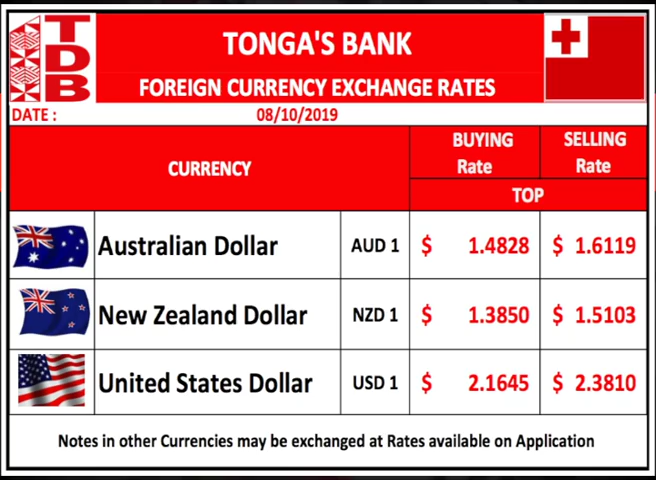 TDB
TONGA'S BANK
FOREIGN CURRENCY EXCHANGE RATES
DATE : 08/10/2019
CURRENCY BUYING Rate SELLING Rate
TOP
Australian Dollar AUD 1 $ 1.4828 $ 1.6119
New Zealand Dollar NZD 1 $ 1.3850 $ 1.5103
United States Dollar USD 1 $ 2.1645 $ 2.3810
Notes in other Currencies may be exchanged at Rates available on Application